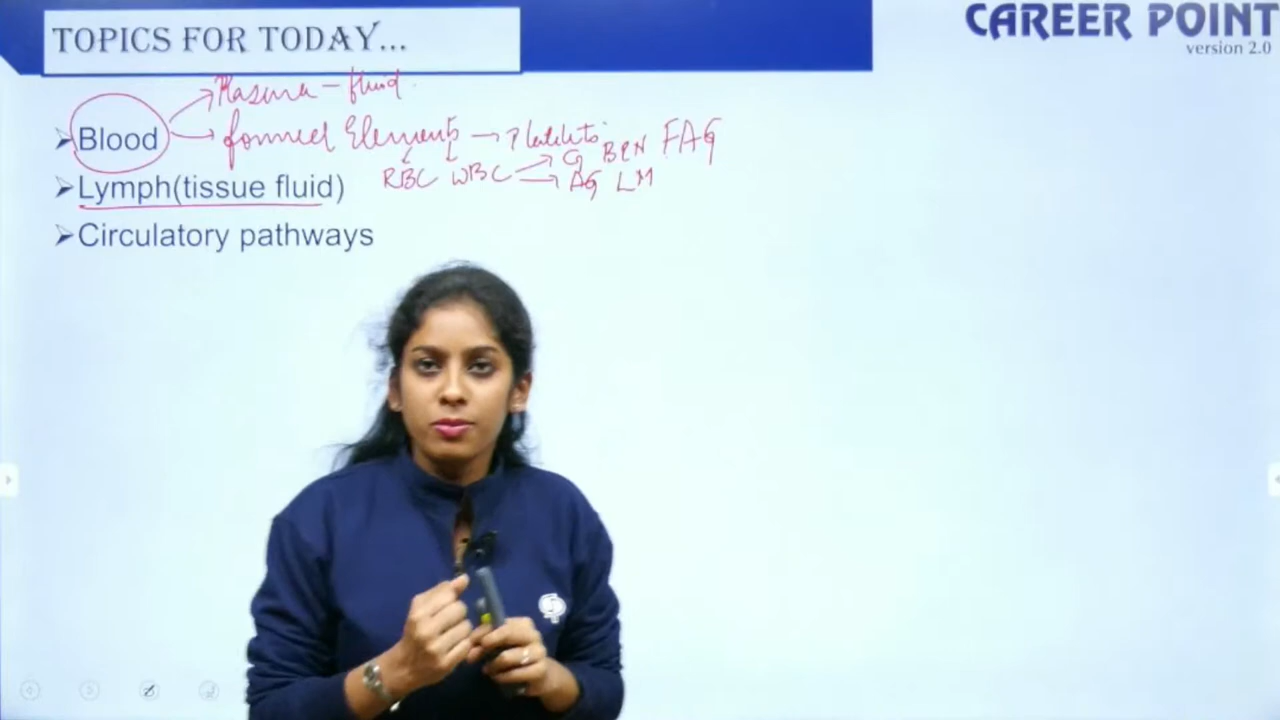 TOPICS FOR TODAY...
CAREER POINT
version 2.0
Plasma - fluid
➢Blood
formed Elements → Platelets
G BEN FAG
➢Lymph(tissue fluid)
RBC WBC → AG LM
➢Circulatory pathways